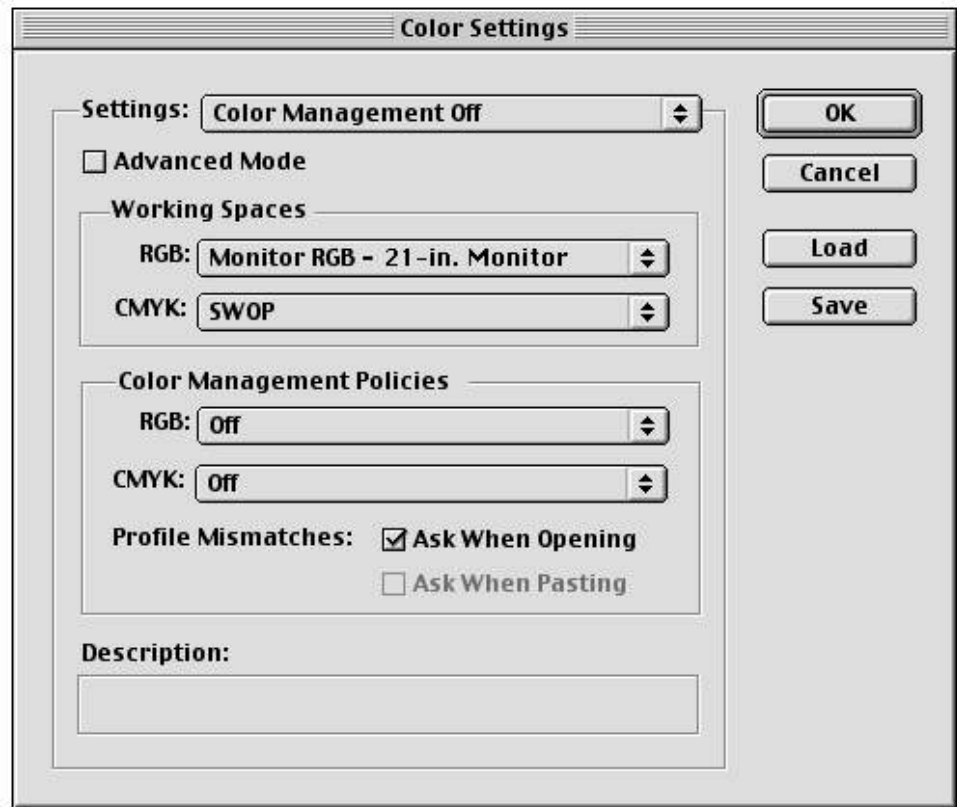 Color Settings
Settings: Color Management Off
OK
Advanced Mode
Cancel
Working Spaces
RGB: Monitor RGB - 21-in. Monitor
Load
CMYK: SWOP
Save
Color Management Policies
RGB: Off
CMYK: Off
Profile Mismatches: Ask When Opening
Ask When Pasting
Description: